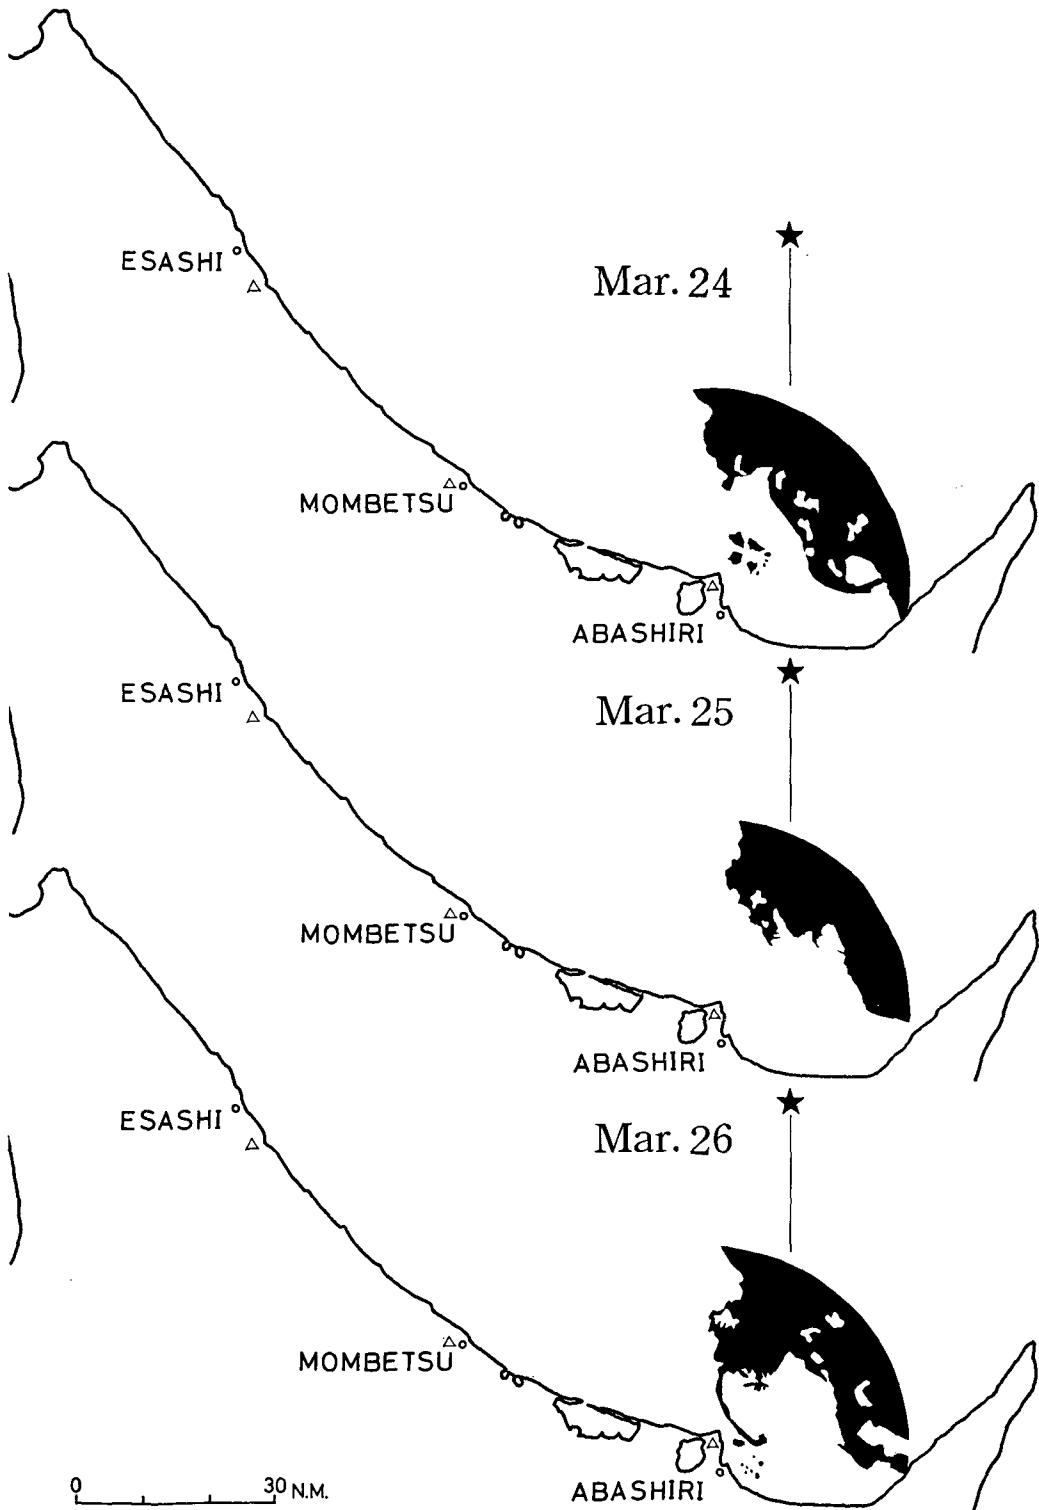 ESASHI
Mar. 24
MOMBETSU
ABASHIRI
ESASHI
Mar. 25
MOMBETSU
ABASHIRI
ESASHI
Mar. 26
MOMBETSU
ABASHIRI
0 30 N.M.